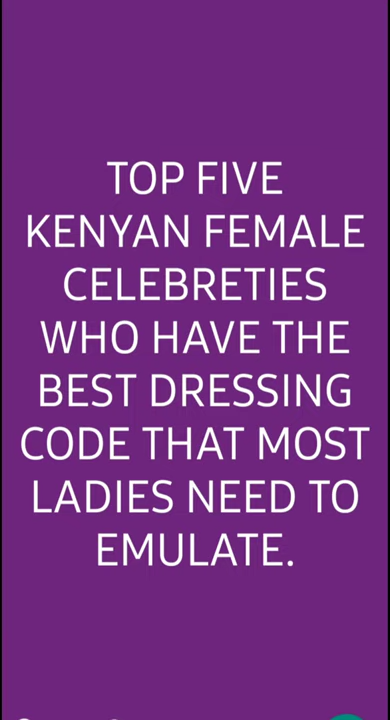 TOP FIVE
KENYAN FEMALE
CELEBRETIES
WHO HAVE THE
BEST DRESSING
CODE THAT MOST
LADIES NEED TO
EMULATE.